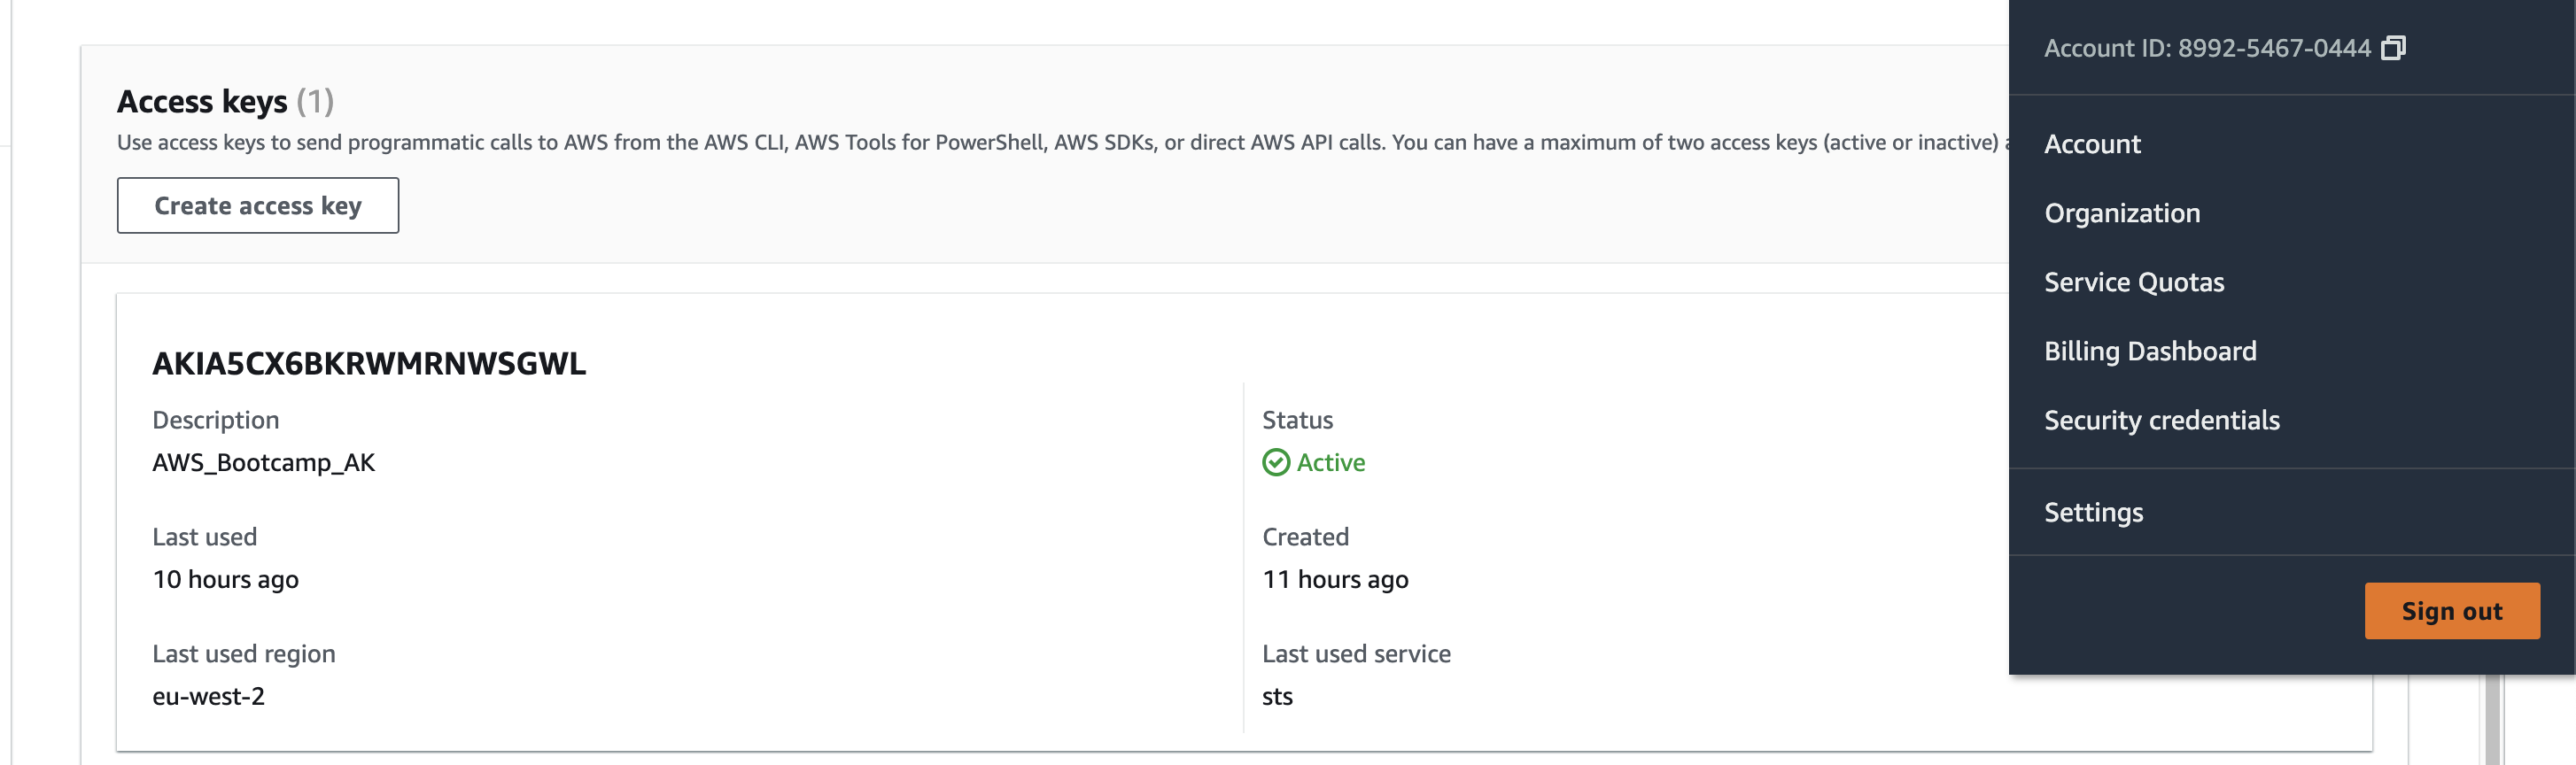 Access keys (1)
Use access keys to send programmatic calls to AWS from the AWS CLI, AWS Tools for PowerShell, AWS SDKs, or direct AWS API calls. You can have a maximum of two access keys (active or inactive)
Create access key
AKIA5CX6BKRWMRNWSGWL
Description
AWS_Bootcamp_AK
Status
Active
Last used
10 hours ago
Created
11 hours ago
Last used region
eu-west-2
Last used service
sts
Account ID: 8992-5467-0444
Account
Organization
Service Quotas
Billing Dashboard
Security credentials
Settings
Sign out